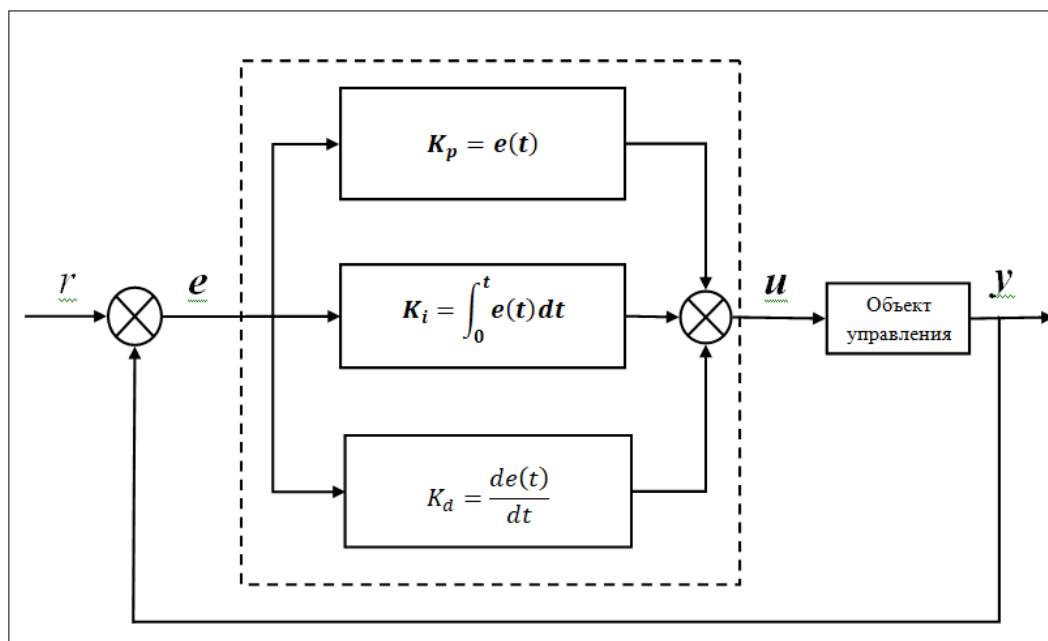 K_p = e(t)
r
e
K_i = ∫_0^t e(t)dt
u
Объект
управления
y
K_d = de(t)/dt